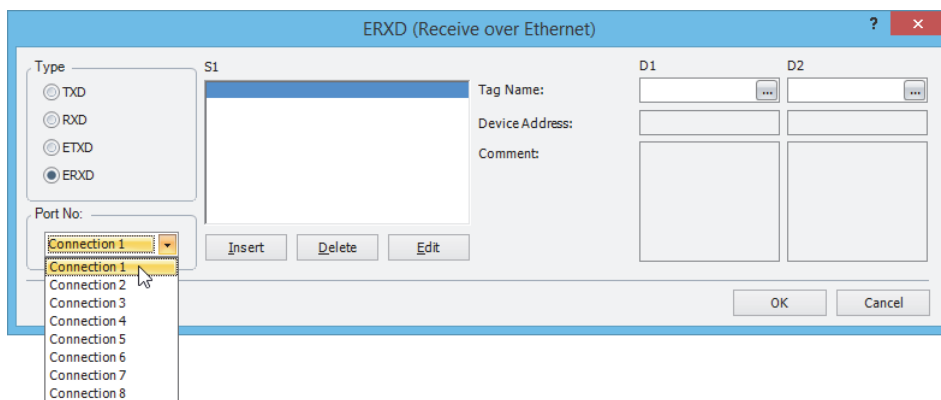 ERXD (Receive over Ethernet)
?
Type
TXD
RXD
ETXD
ERXD
Port No:
Connection 1
Connection 1
Connection 2
Connection 3
Connection 4
Connection 5
Connection 6
Connection 7
Connection 8
S1
Insert Delete Edit
D1 D2
Tag Name: ... ...
Device Address:
Comment:
OK Cancel